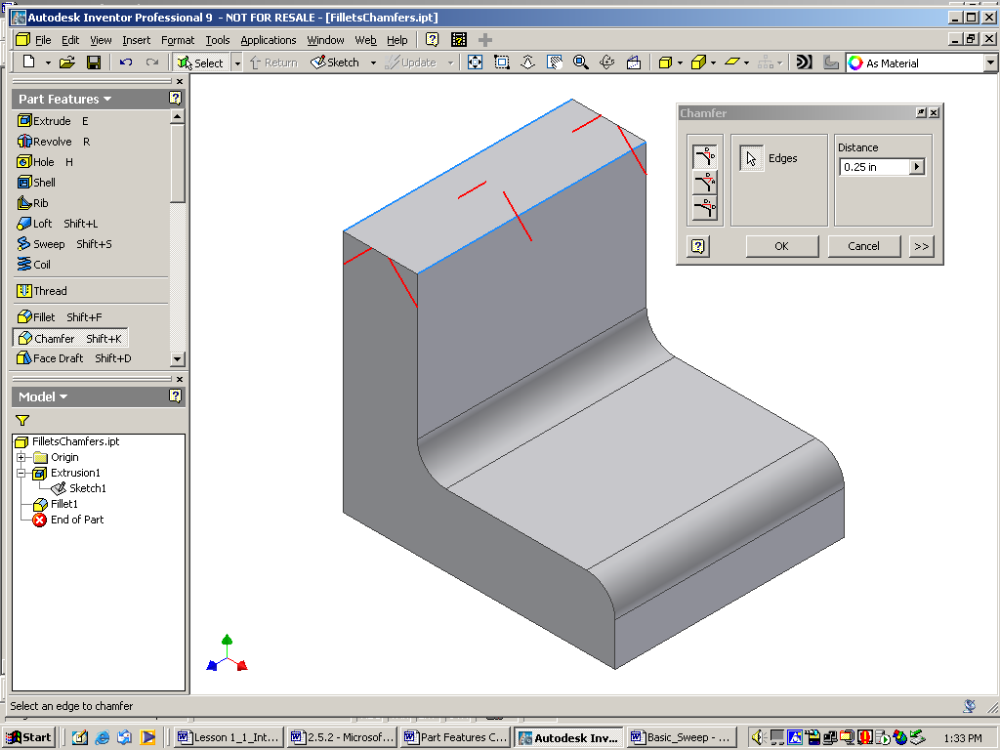 Autodesk Inventor Professional 9 - NOT FOR RESALE - [FilletsChamfers.ipt]
File Edit View Insert Format Tools Applications Window Web Help
Select Return Sketch Update As Material
Part Features
Extrude E
Revolve R
Hole H
Shell
Rib
Loft Shift+L
Sweep Shift+S
Coil
Thread
Fillet Shift+F
Chamfer Shift+K
Face Draft Shift+D
Model
FilletsChamfers.ipt
Origin
Extrusion1
Sketch1
Fillet1
End of Part
Chamfer
Edges
Distance
0.25 in
OK Cancel >>
Select an edge to chamfer
Start Lesson 1_1_Int... 2.5.2 - Microsof... Part Features C... Autodesk Inv... Basic_Sweep - ... 1:33 PM